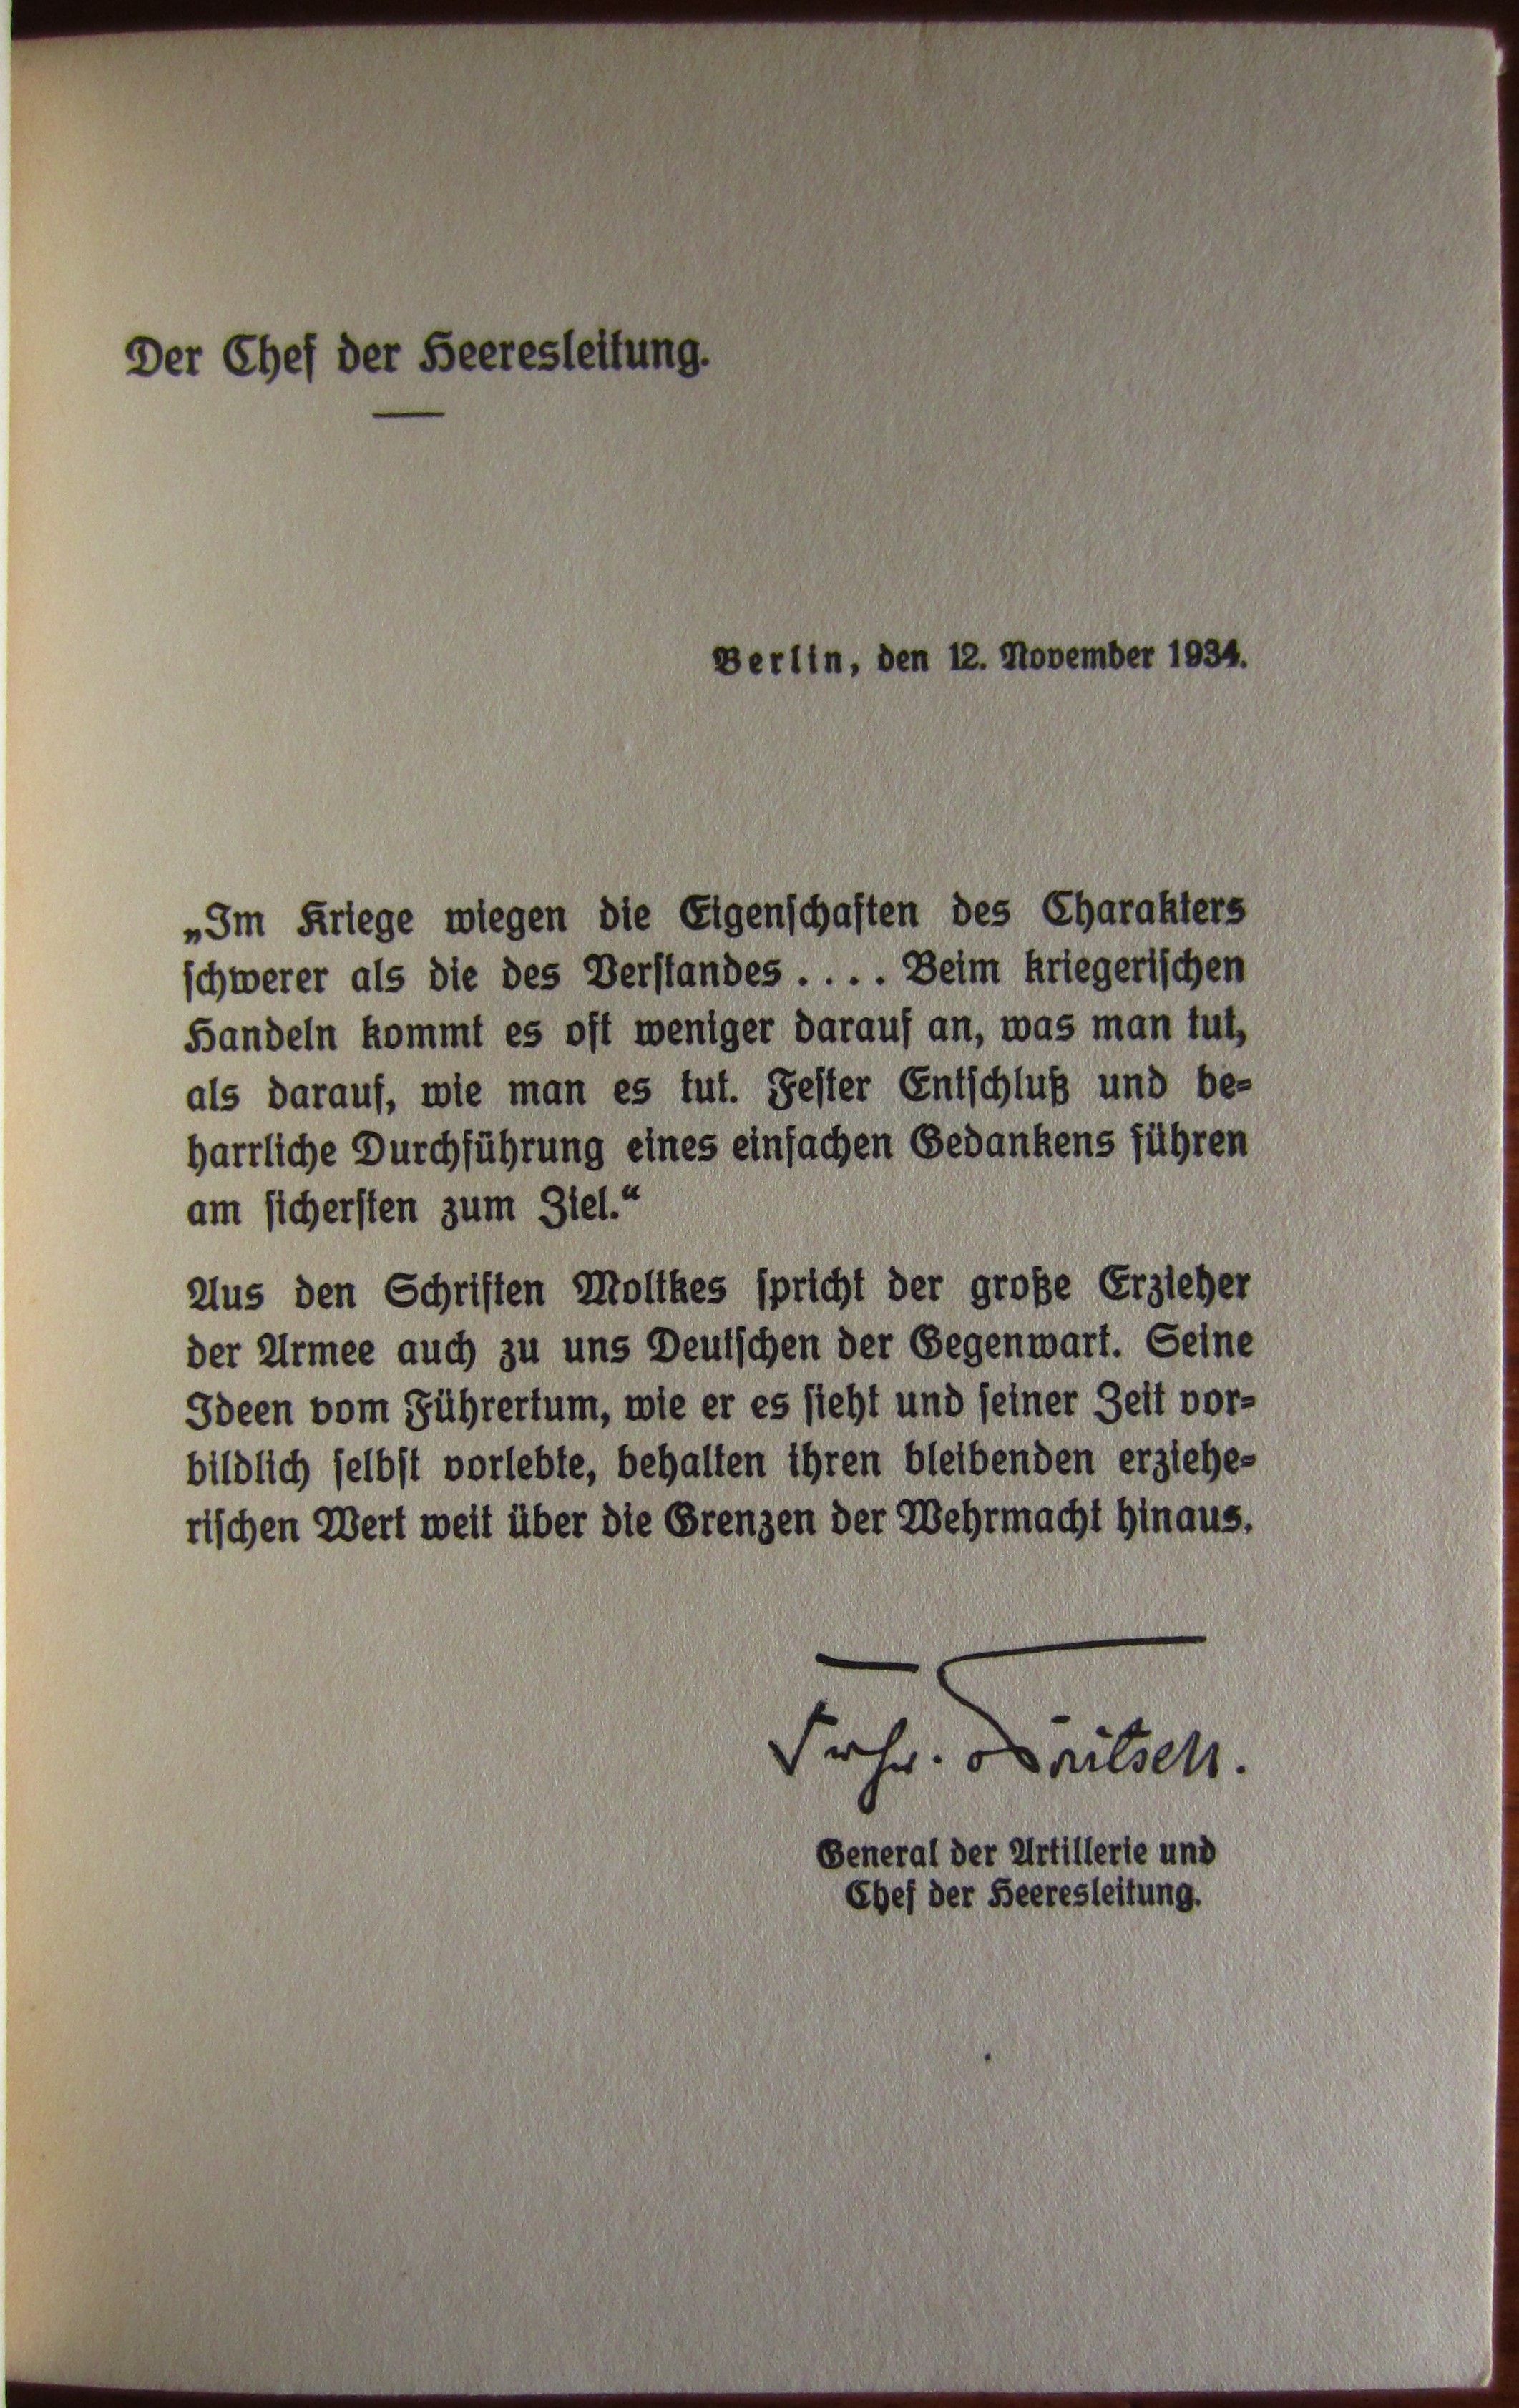 Der Chef der Heeresleitung.
Berlin, den 12. November 1934.
„Im Kriege wiegen die Eigenschaften des Charakters
schwerer als die des Verstandes . . . . Beim kriegerischen
Handeln kommt es oft weniger darauf an, was man tut,
als darauf, wie man es tut. Fester Entschluß und be-
harrliche Durchführung eines einfachen Gedankens führen
am sichersten zum Ziel.“
Aus den Schriften Moltkes spricht der große Erzieher
der Armee auch zu uns Deutschen der Gegenwart. Seine
Ideen vom Führertum, wie er es sieht und seiner Zeit vor-
bildlich selbst vorlebte, behalten ihren bleibenden erziehe-
rischen Wert weit über die Grenzen der Wehrmacht hinaus.
Frhr. v. Fritsch.
General der Artillerie und
Chef der Heeresleitung.